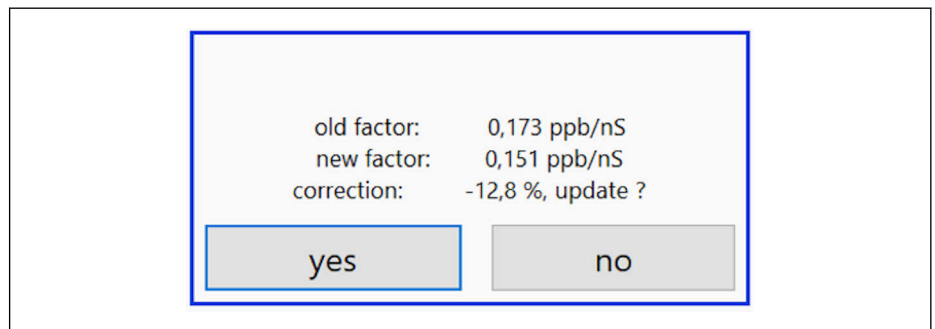 old factor: 0,173 ppb/nS
new factor: 0,151 ppb/nS
correction: -12,8 %, update ?
yes no